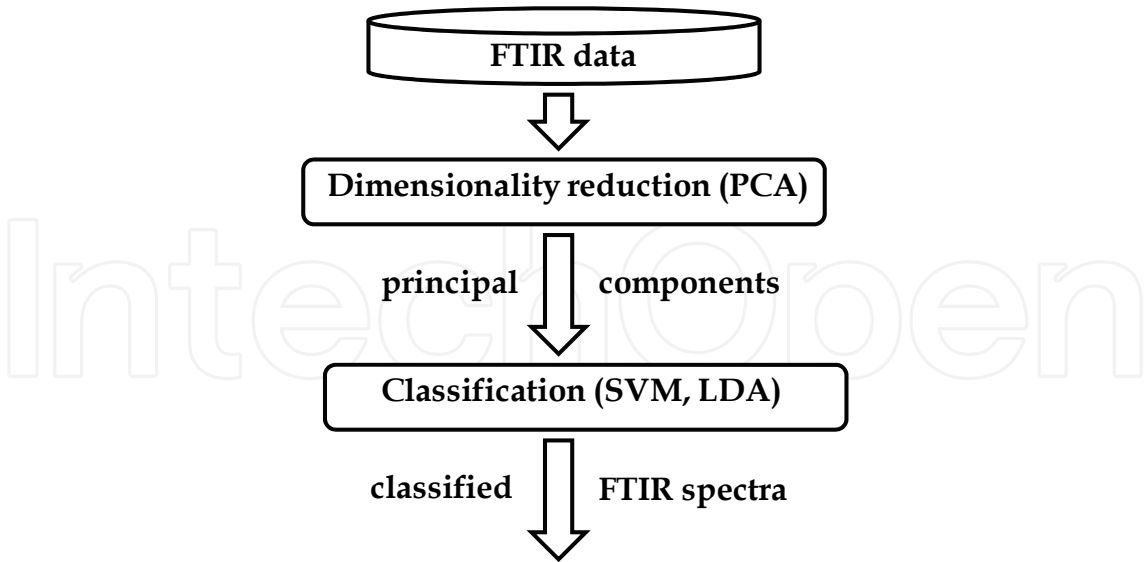 FTIR data
Dimensionality reduction (PCA)
principal components
IntechOpen
Classification (SVM, LDA)
classified FTIR spectra